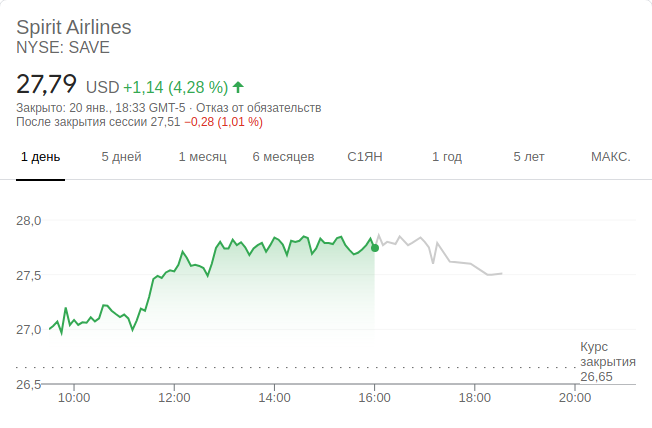 Spirit Airlines
NYSE: SAVE
27,79 USD +1,14 (4,28 %)
Закрыто: 20 янв., 18:33 GMT-5 · Отказ от обязательств
После закрытия сессии 27,51 −0,28 (1,01 %)
1 день 5 дней 1 месяц 6 месяцев С1ЯН 1 год 5 лет МАКС.
28,0
27,5
27,0
Курс
закрытия
26,65
26,5
10:00 12:00 14:00 16:00 18:00 20:00